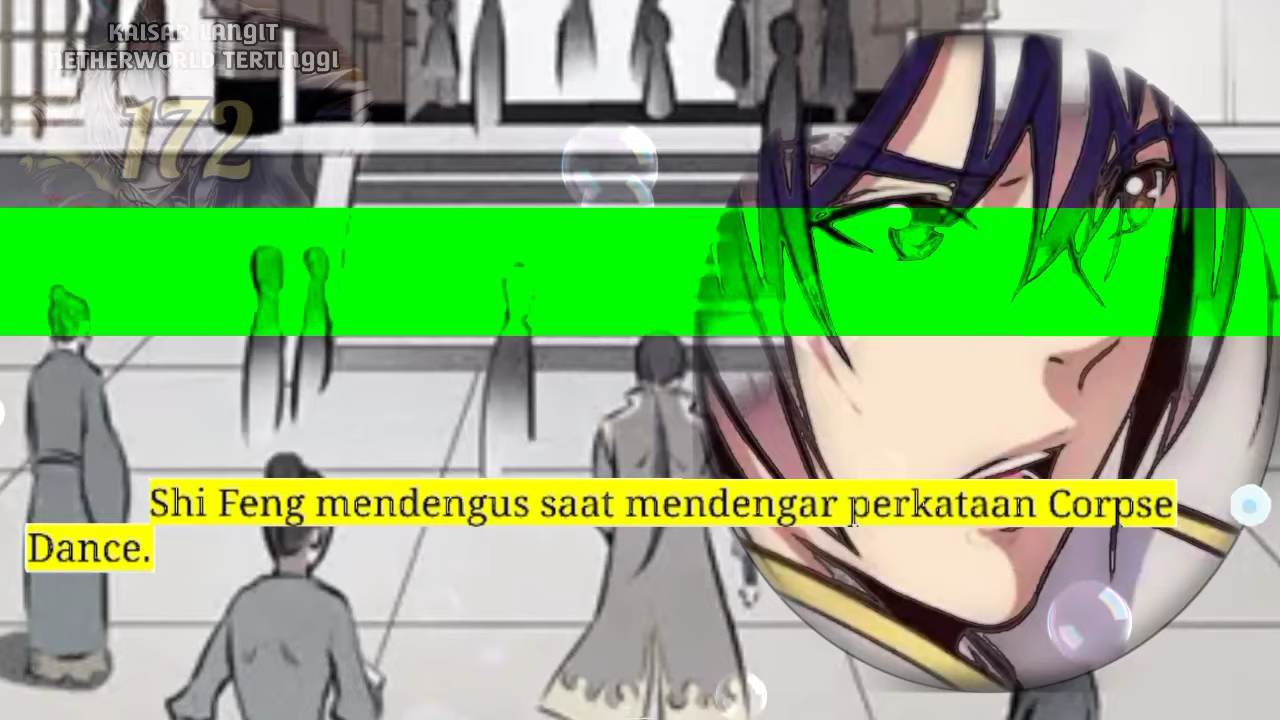 KAISAR LANGIT
NETHERWORLD TERTINGGI
172
Shi Feng mendengus saat mendengar perkataan Corpse
Dance.